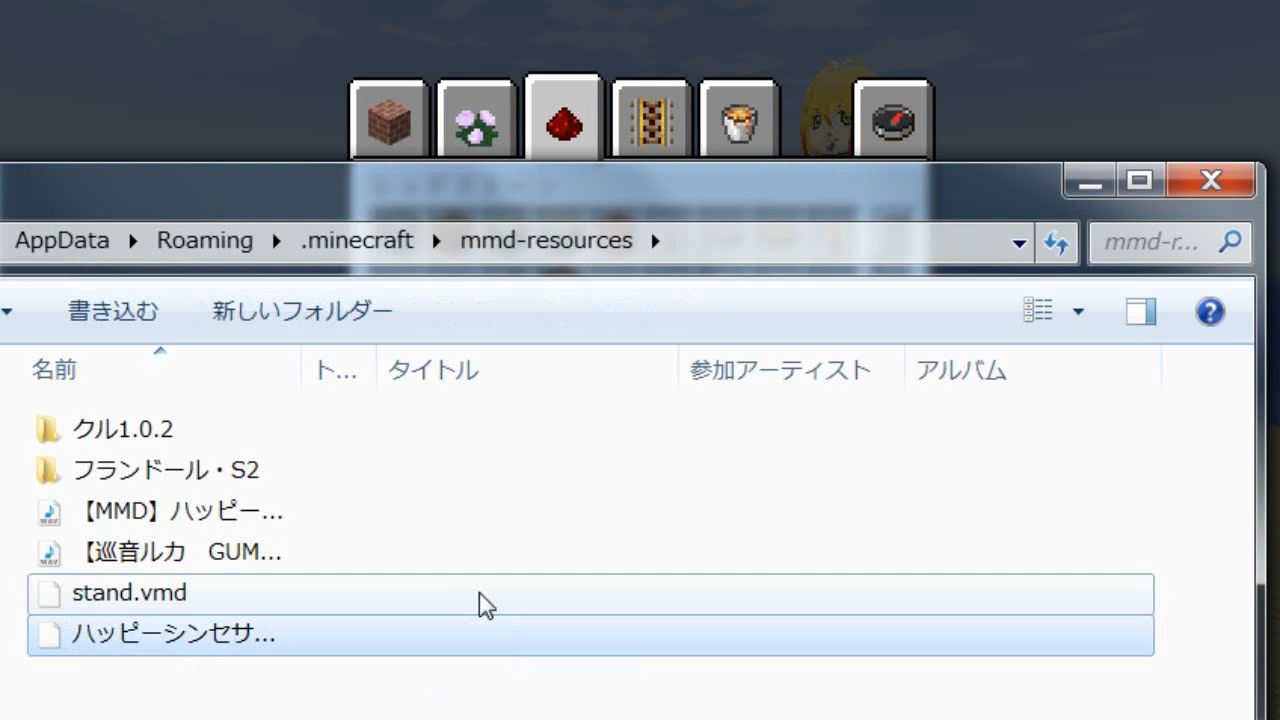 AppData ▸ Roaming ▸ .minecraft ▸ mmd-resources ▸
mmd-r...
書き込む 新しいフォルダー
名前 ト... タイトル 参加アーティスト アルバム
クル1.0.2
フランドール・S2
【MMD】ハッピー...
【巡音ルカ　GUM...
stand.vmd
ハッピーシンセサ...